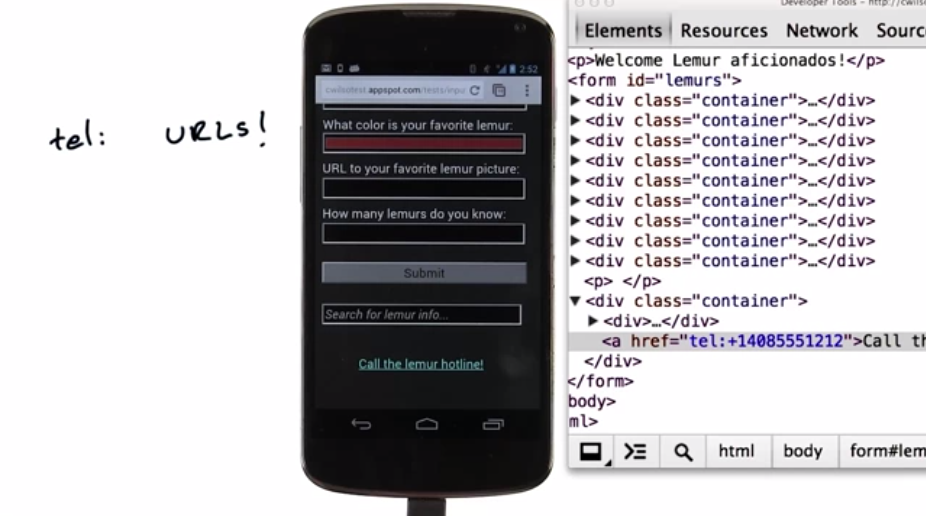 tel: URLs!
2:52
cwilsitest.appspot.com/tests/inpu
What color is your favorite lemur:
URL to your favorite lemur picture:
How many lemurs do you know:
Submit
Search for lemur info...
Call the lemur hotline!
Developer Tools - http://cwils
Elements Resources Network Sourc
<p>Welcome Lemur aficionados!</p>
<form id="lemurs">
▶ <div class="container">…</div>
▶ <div class="container">…</div>
▶ <div class="container">…</div>
▶ <div class="container">…</div>
▶ <div class="container">…</div>
▶ <div class="container">…</div>
▶ <div class="container">…</div>
▶ <div class="container">…</div>
▶ <div class="container">…</div>
<p> </p>
▼ <div class="container">
▶ <div>…</div>
<a href="tel:+14085551212">Call th
</div>
</form>
body>
ml>
html body form#lem